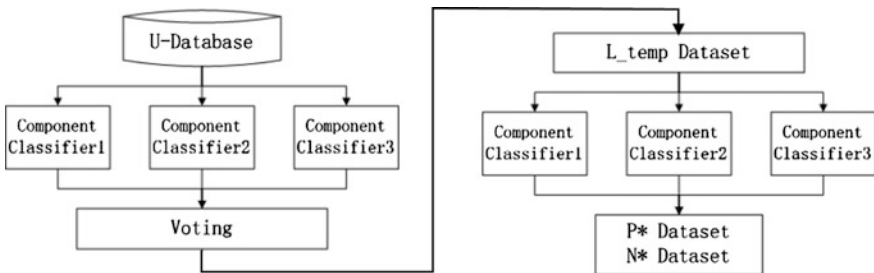 U-Database
Component
Classifier1
Component
Classifier2
Component
Classifier3
Voting
L_temp Dataset
Component
Classifier1
Component
Classifier2
Component
Classifier3
P* Dataset
N* Dataset